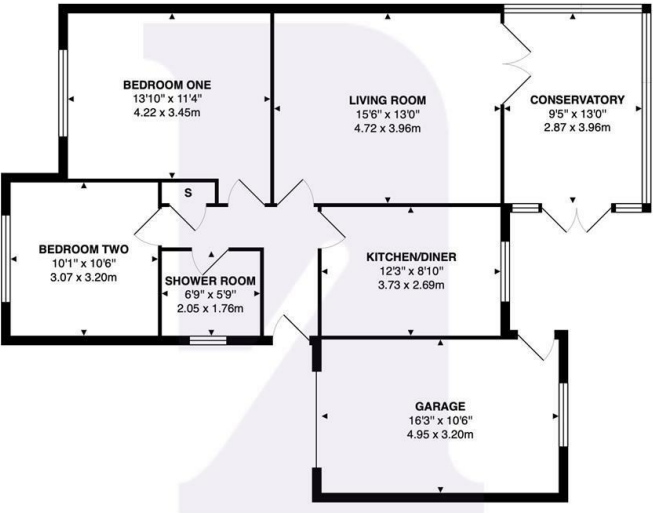 BEDROOM ONE
13'10" x 11'4"
4.22 x 3.45m
LIVING ROOM
15'6" x 13'0"
4.72 x 3.96m
CONSERVATORY
9'5" x 13'0"
2.87 x 3.96m
S
BEDROOM TWO
10'1" x 10'6"
3.07 x 3.20m
SHOWER ROOM
6'9" x 5'9"
2.05 x 1.76m
KITCHEN/DINER
12'3" x 8'10"
3.73 x 2.69m
GARAGE
16'3" x 10'6"
4.95 x 3.20m